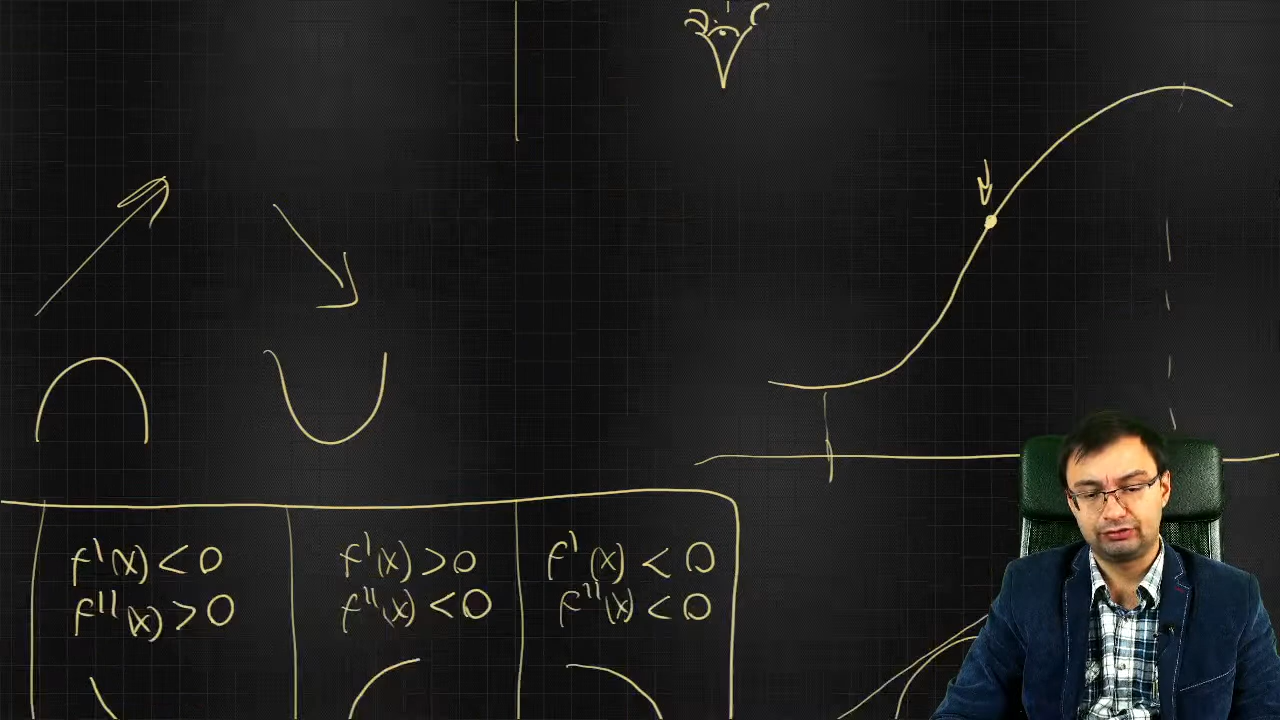 f'(x) < 0
f''(x) > 0
f'(x) > 0
f''(x) < 0
f'(x) < 0
f''(x) < 0